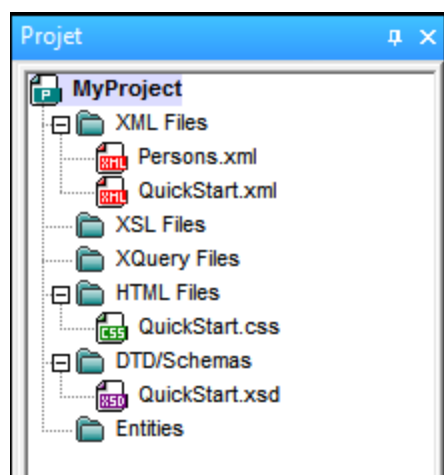 Projet
MyProject
XML Files
Persons.xml
QuickStart.xml
XSL Files
XQuery Files
HTML Files
QuickStart.css
DTD/Schemas
QuickStart.xsd
Entities